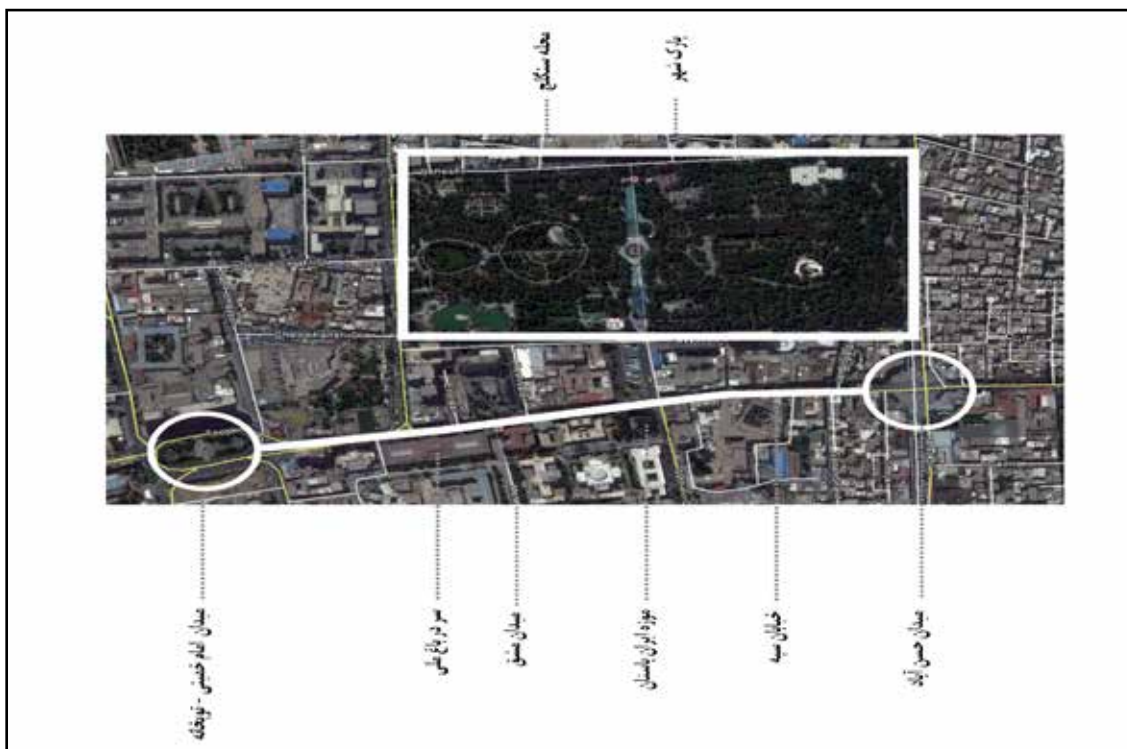 محله سنگلج
پارک شهر
میدان امام خمینی - توپخانه
سر در باغ ملی
میدان مشق
موزه ایران باستان
خیابان سپه
میدان حسن آباد